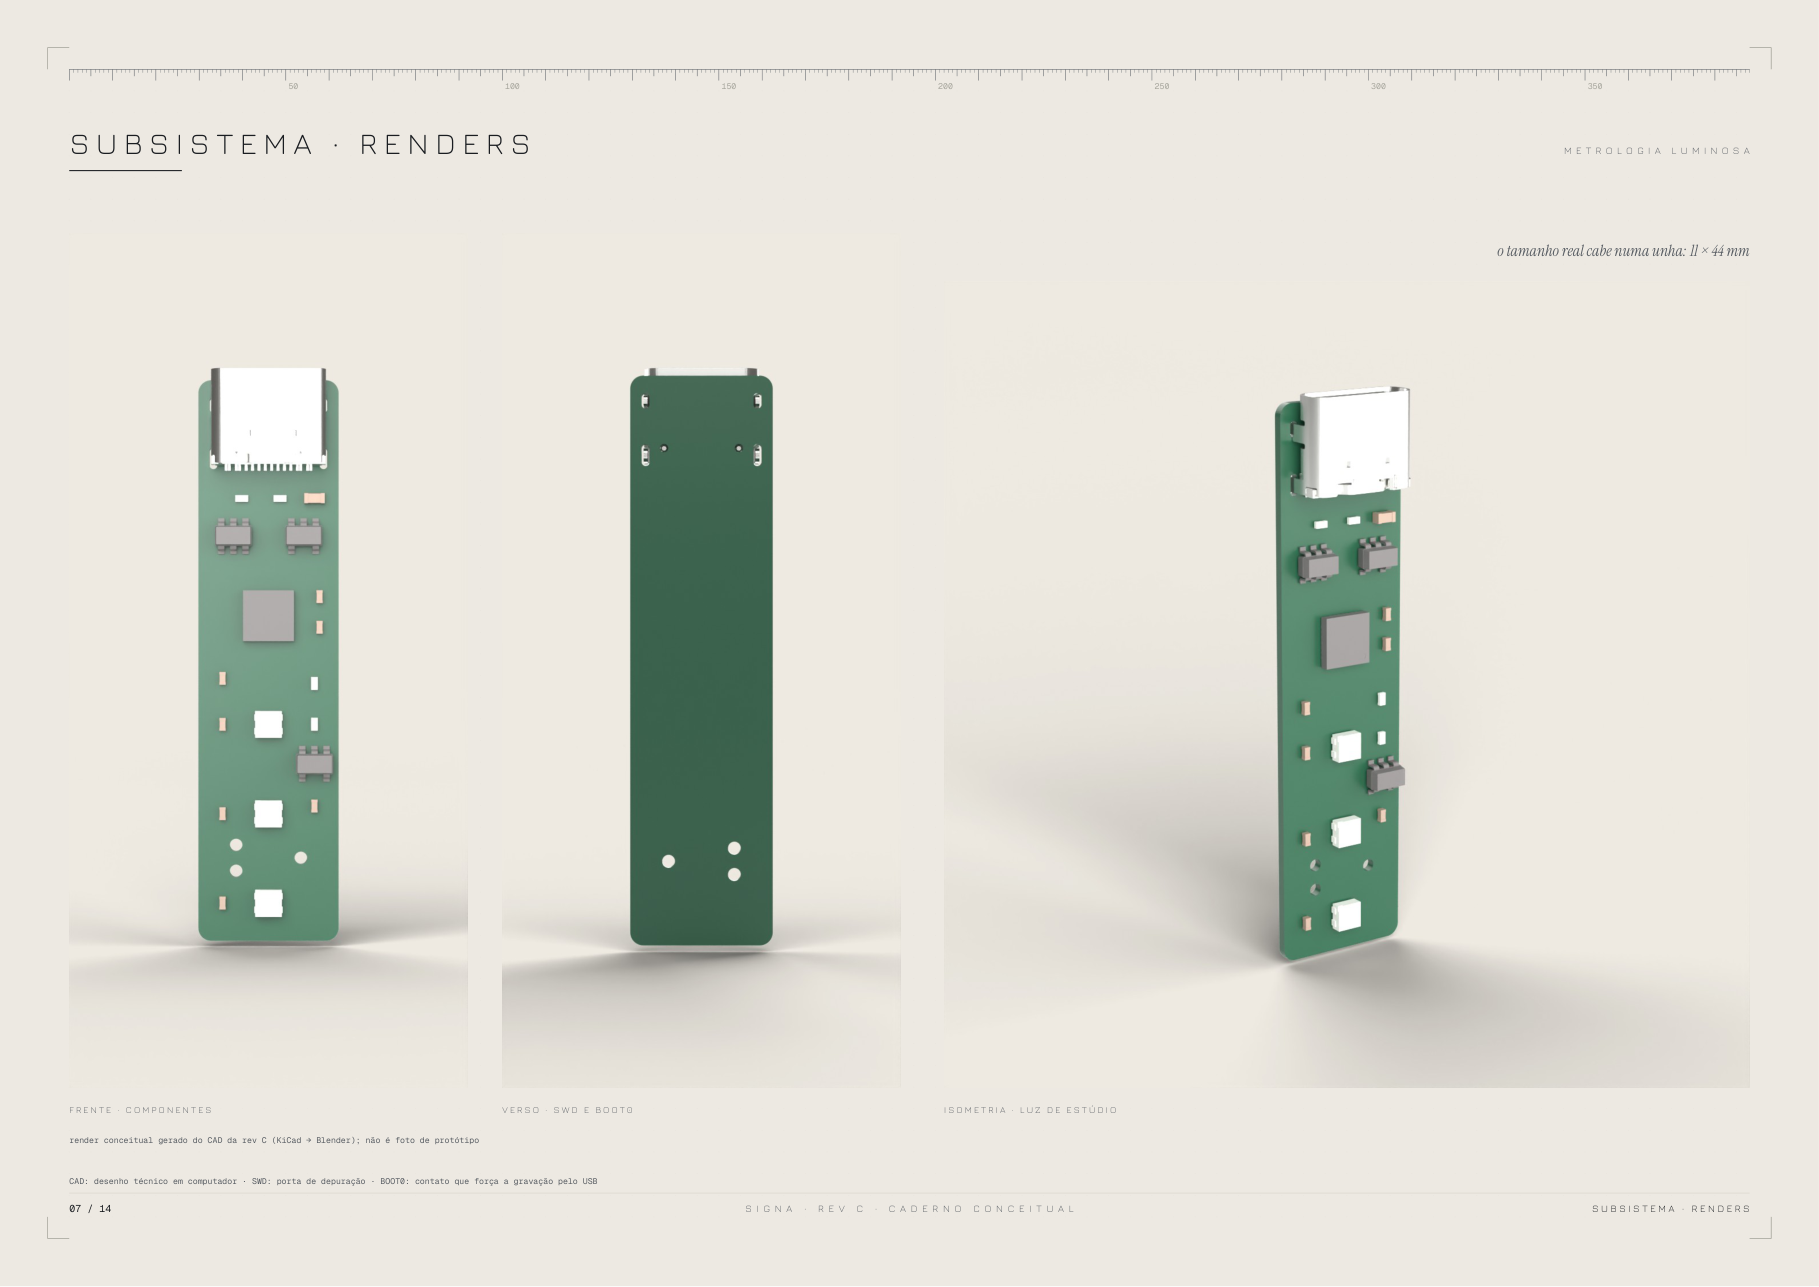 50 100 150 200 250 300 350
SUBSISTEMA · RENDERS
METROLOGIA LUMINOSA
o tamanho real cabe numa unha: 11 × 44 mm
FRENTE · COMPONENTES
VERSO · SWD E BOOT0
ISOMETRIA · LUZ DE ESTÚDIO
render conceitual gerado do CAD da rev C (KiCad → Blender); não é foto de protótipo
CAD: desenho técnico em computador · SWD: porta de depuração · BOOT0: contato que força a gravação pelo USB
07 / 14
SIGNA · REV C · CADERNO CONCEITUAL
SUBSISTEMA · RENDERS